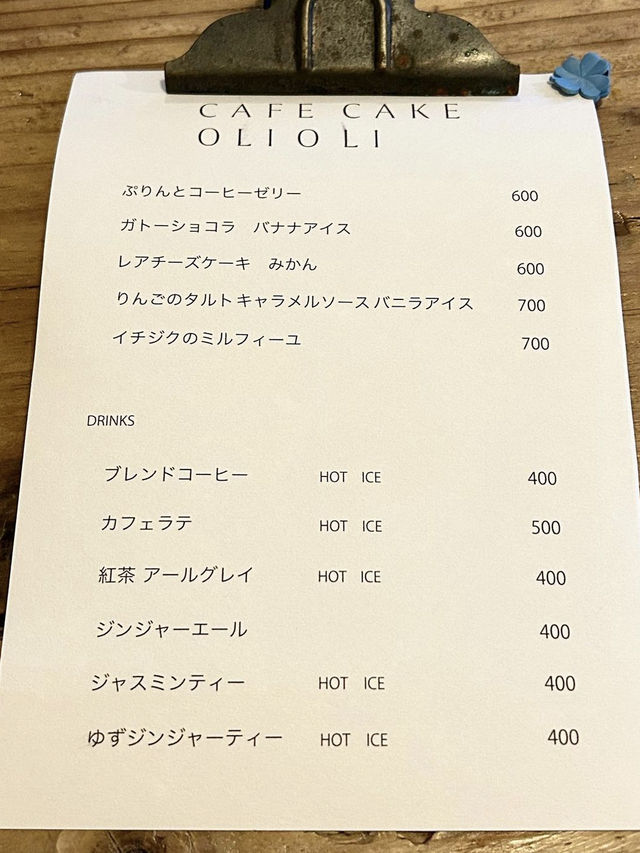 CAFE CAKE
OLIOLI
ぷりんとコーヒーゼリー 600
ガトーショコラ　バナナアイス 600
レアチーズケーキ　みかん 600
りんごのタルト キャラメルソース バニラアイス 700
イチジクのミルフィーユ 700
DRINKS
ブレンドコーヒー HOT ICE 400
カフェラテ HOT ICE 500
紅茶 アールグレイ HOT ICE 400
ジンジャーエール 400
ジャスミンティー HOT ICE 400
ゆずジンジャーティー HOT ICE 400